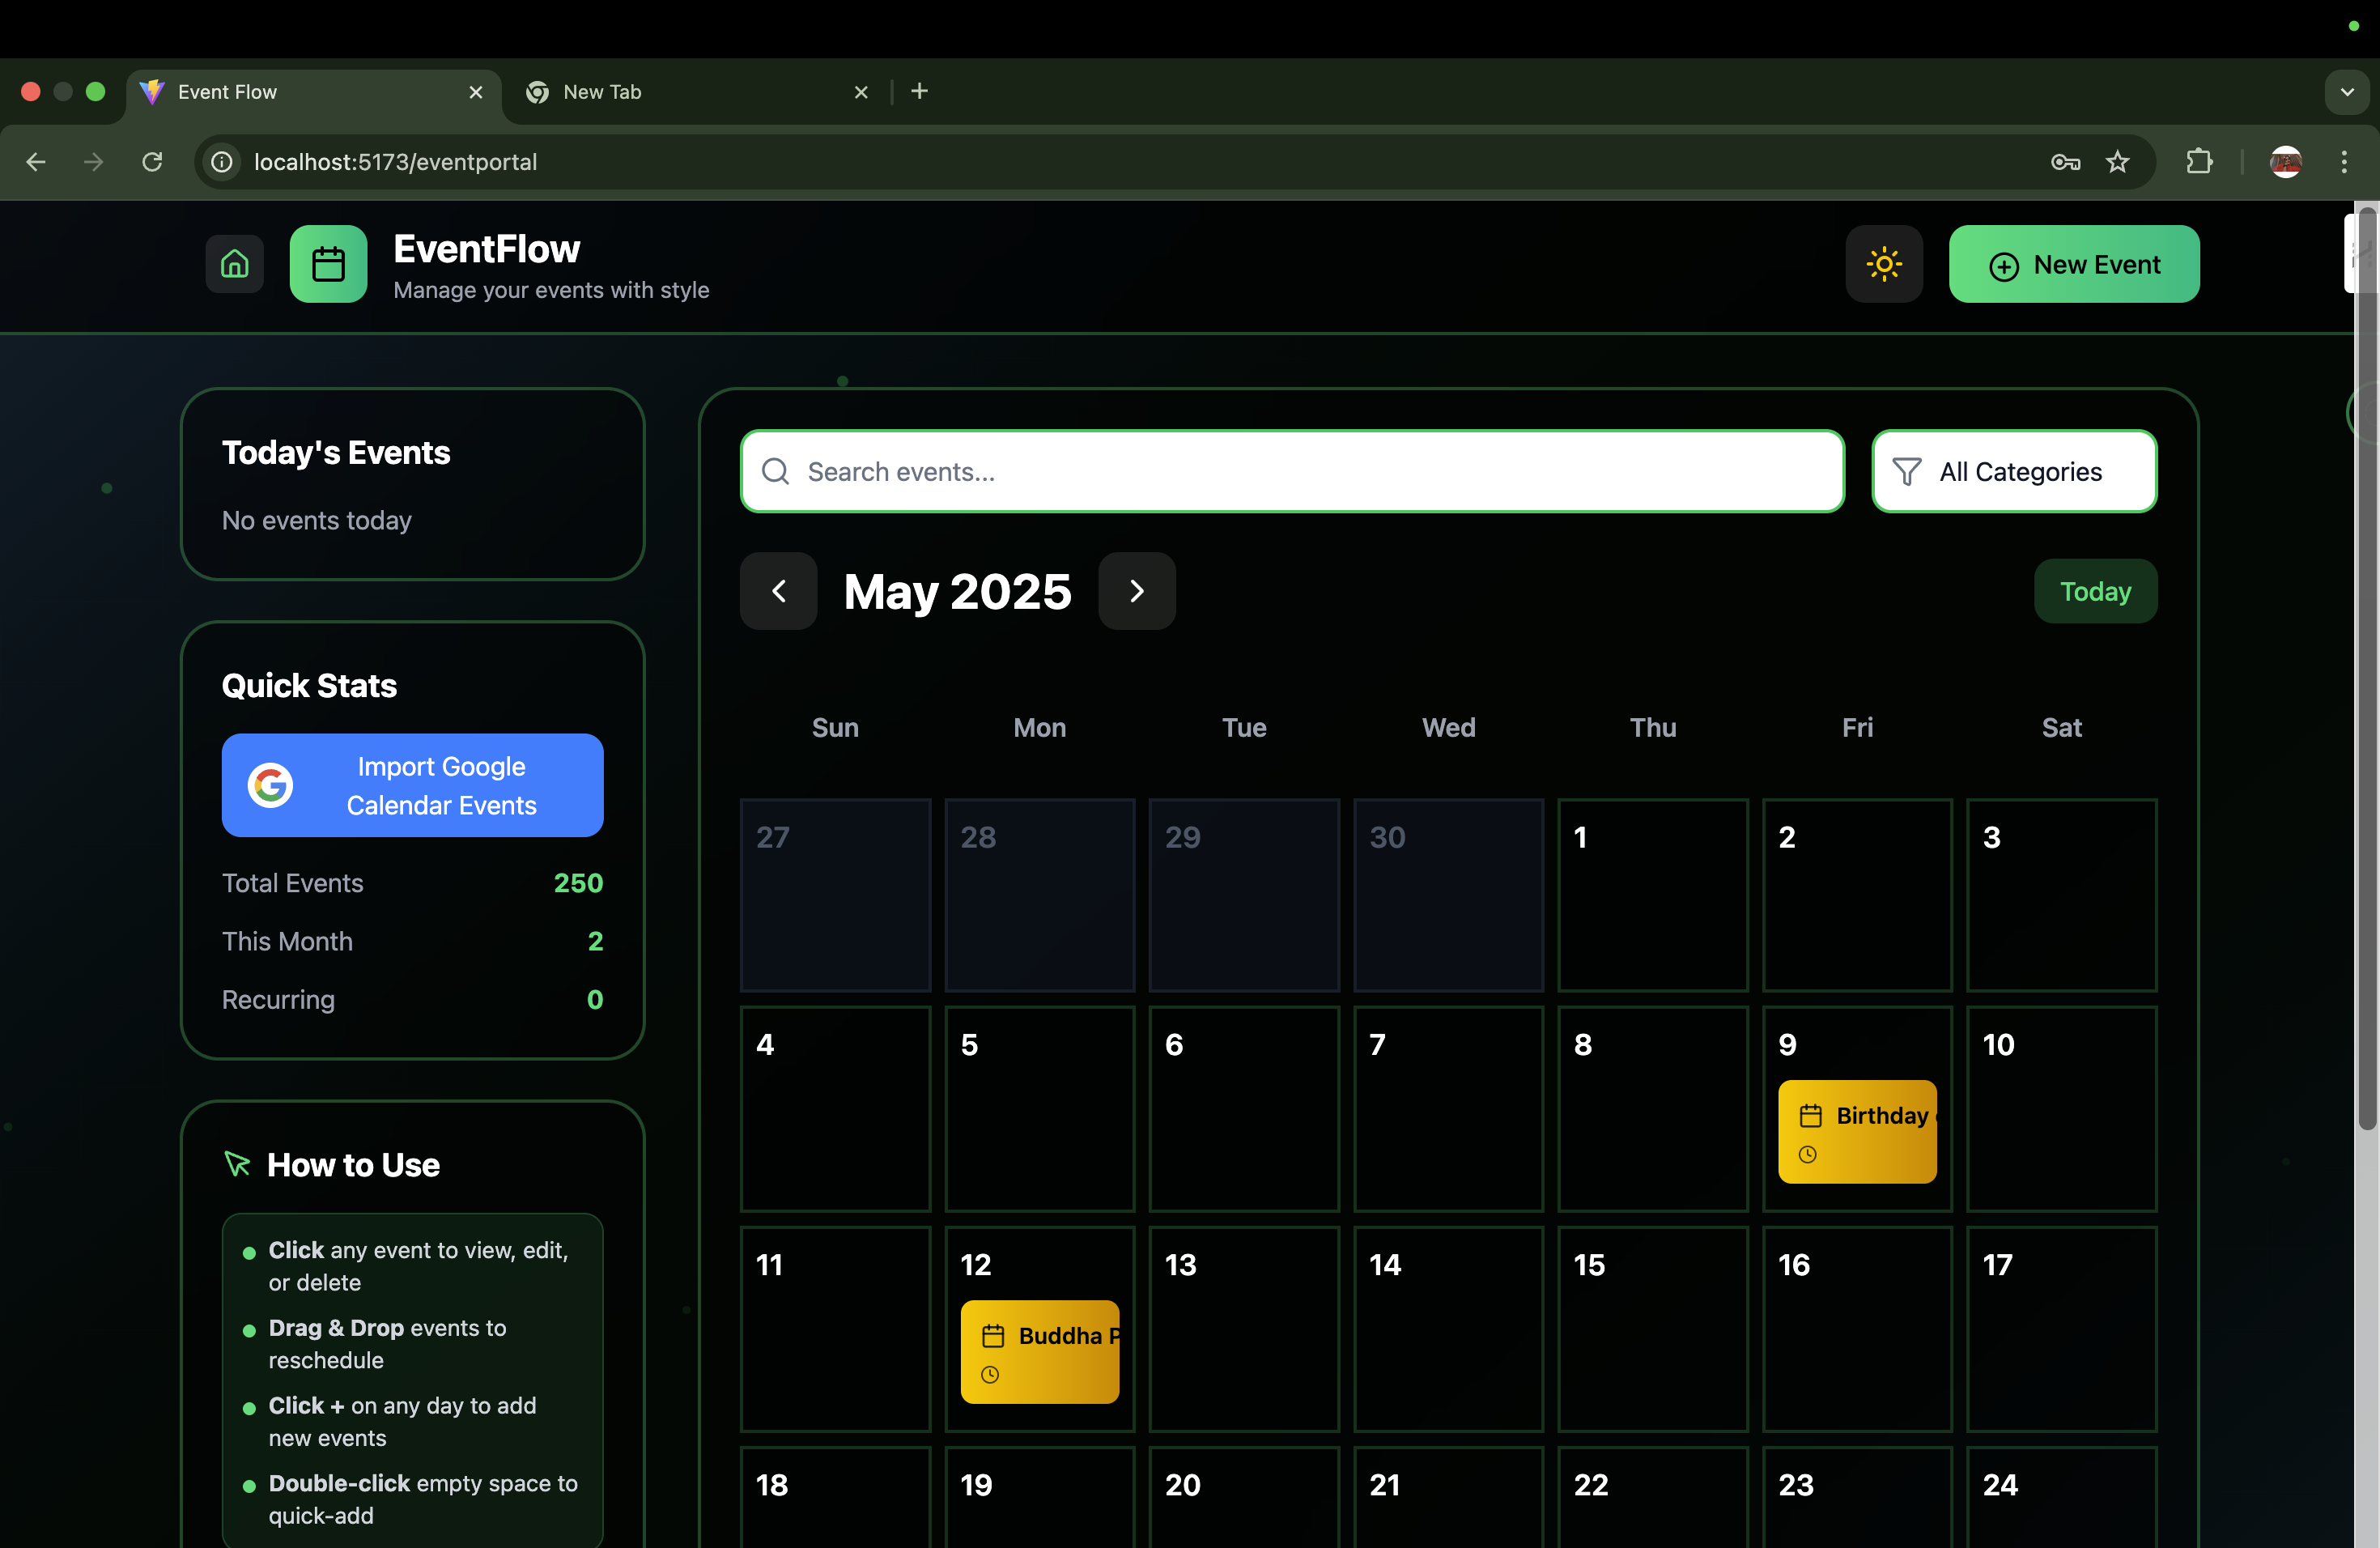 Event Flow
New Tab
localhost:5173/eventportal
EventFlow
Manage your events with style
New Event
Today's Events
No events today
Quick Stats
Import Google
Calendar Events
Total Events 250
This Month 2
Recurring 0
How to Use
Click any event to view, edit,
or delete
Drag & Drop events to
reschedule
Click + on any day to add
new events
Double-click empty space to
quick-add
Search events...
All Categories
May 2025
Today
Sun Mon Tue Wed Thu Fri Sat
27 28 29 30 1 2 3
4 5 6 7 8 9 10
Birthday
11 12 13 14 15 16 17
Buddha P
18 19 20 21 22 23 24